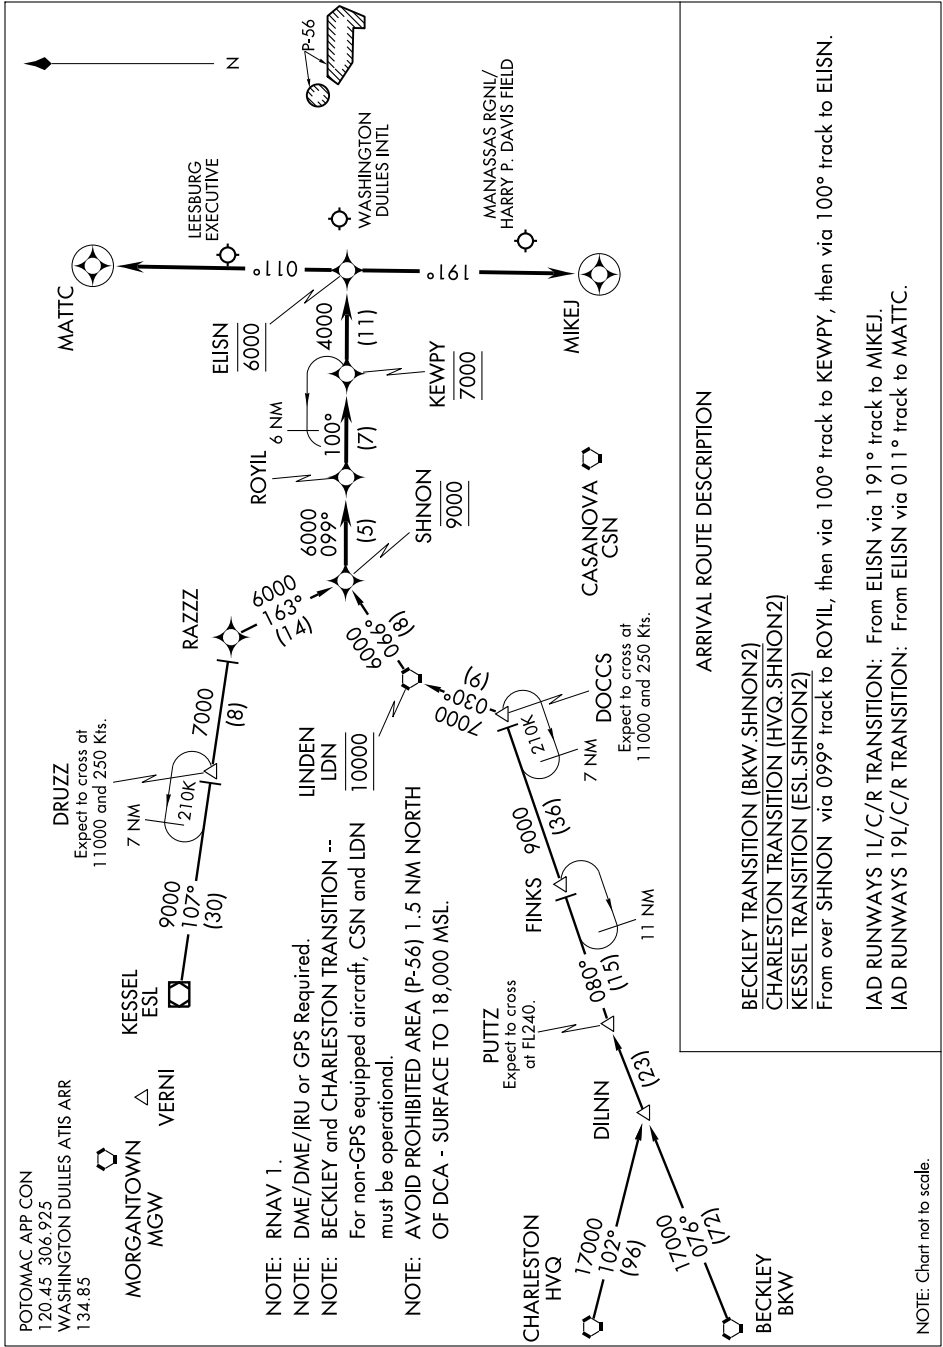 POTOMAC APP CON
120.45 306.925
WASHINGTON DULLES ATIS ARR
134.85
MORGANTOWN
MGW
VERNI
KESSEL
ESL
9000
107°
(30)
DRUZZ
Expect to cross at
11000 and 250 Kts.
7 NM
210K
7000
(8)
RAZZZ
6000
163°
(14)
MATTC
LEESBURG
EXECUTIVE
011°
ELISN
6000
WASHINGTON
DULLES INTL
P-56
N
MANASSAS RGNL/
HARRY P. DAVIS FIELD
191°
MIKEJ
4000
(11)
KEWPY
7000
6 NM
100°
(7)
ROYIL
6000
099°
(5)
SHNON
9000
6000
066°
(8)
LINDEN
LDN
10000
7000
030°
(9)
CASANOVA
CSN
DOCCS
Expect to cross at
11000 and 250 Kts.
210K
7 NM
9000
(36)
FINKS
11 NM
080°
(15)
PUTTZ
Expect to cross
at FL240.
(23)
DILNN
CHARLESTON
HVQ
17000
102°
(96)
17000
076°
(72)
BECKLEY
BKW
NOTE: RNAV 1.
NOTE: DME/DME/IRU or GPS Required.
NOTE: BECKLEY and CHARLESTON TRANSITION --
For non-GPS equipped aircraft, CSN and LDN
must be operational.
NOTE: AVOID PROHIBITED AREA (P-56) 1.5 NM NORTH
OF DCA - SURFACE TO 18,000 MSL.
NOTE: Chart not to scale.
ARRIVAL ROUTE DESCRIPTION
BECKLEY TRANSITION (BKW.SHNON2)
CHARLESTON TRANSITION (HVQ.SHNON2)
KESSEL TRANSITION (ESL.SHNON2)
From over SHNON via 099° track to ROYIL, then via 100° track to KEWPY, then via 100° track to ELISN.
IAD RUNWAYS 1L/C/R TRANSITION: From ELISN via 191° track to MIKEJ.
IAD RUNWAYS 19L/C/R TRANSITION: From ELISN via 011° track to MATTC.